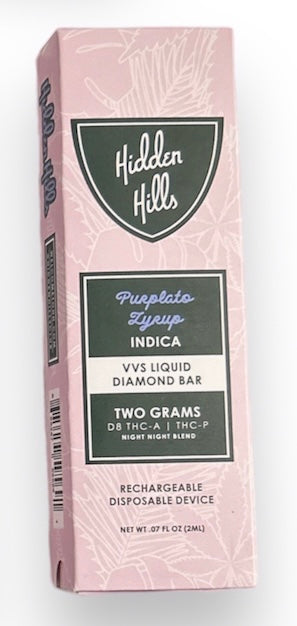 Hidden
Hills
Purplato
Zyrup
INDICA
VVS LIQUID
DIAMOND BAR
TWO GRAMS
D8 THC-A | THC-P
NIGHT NIGHT BLEND
RECHARGEABLE
DISPOSABLE DEVICE
NET WT .07 FL OZ (2ML)